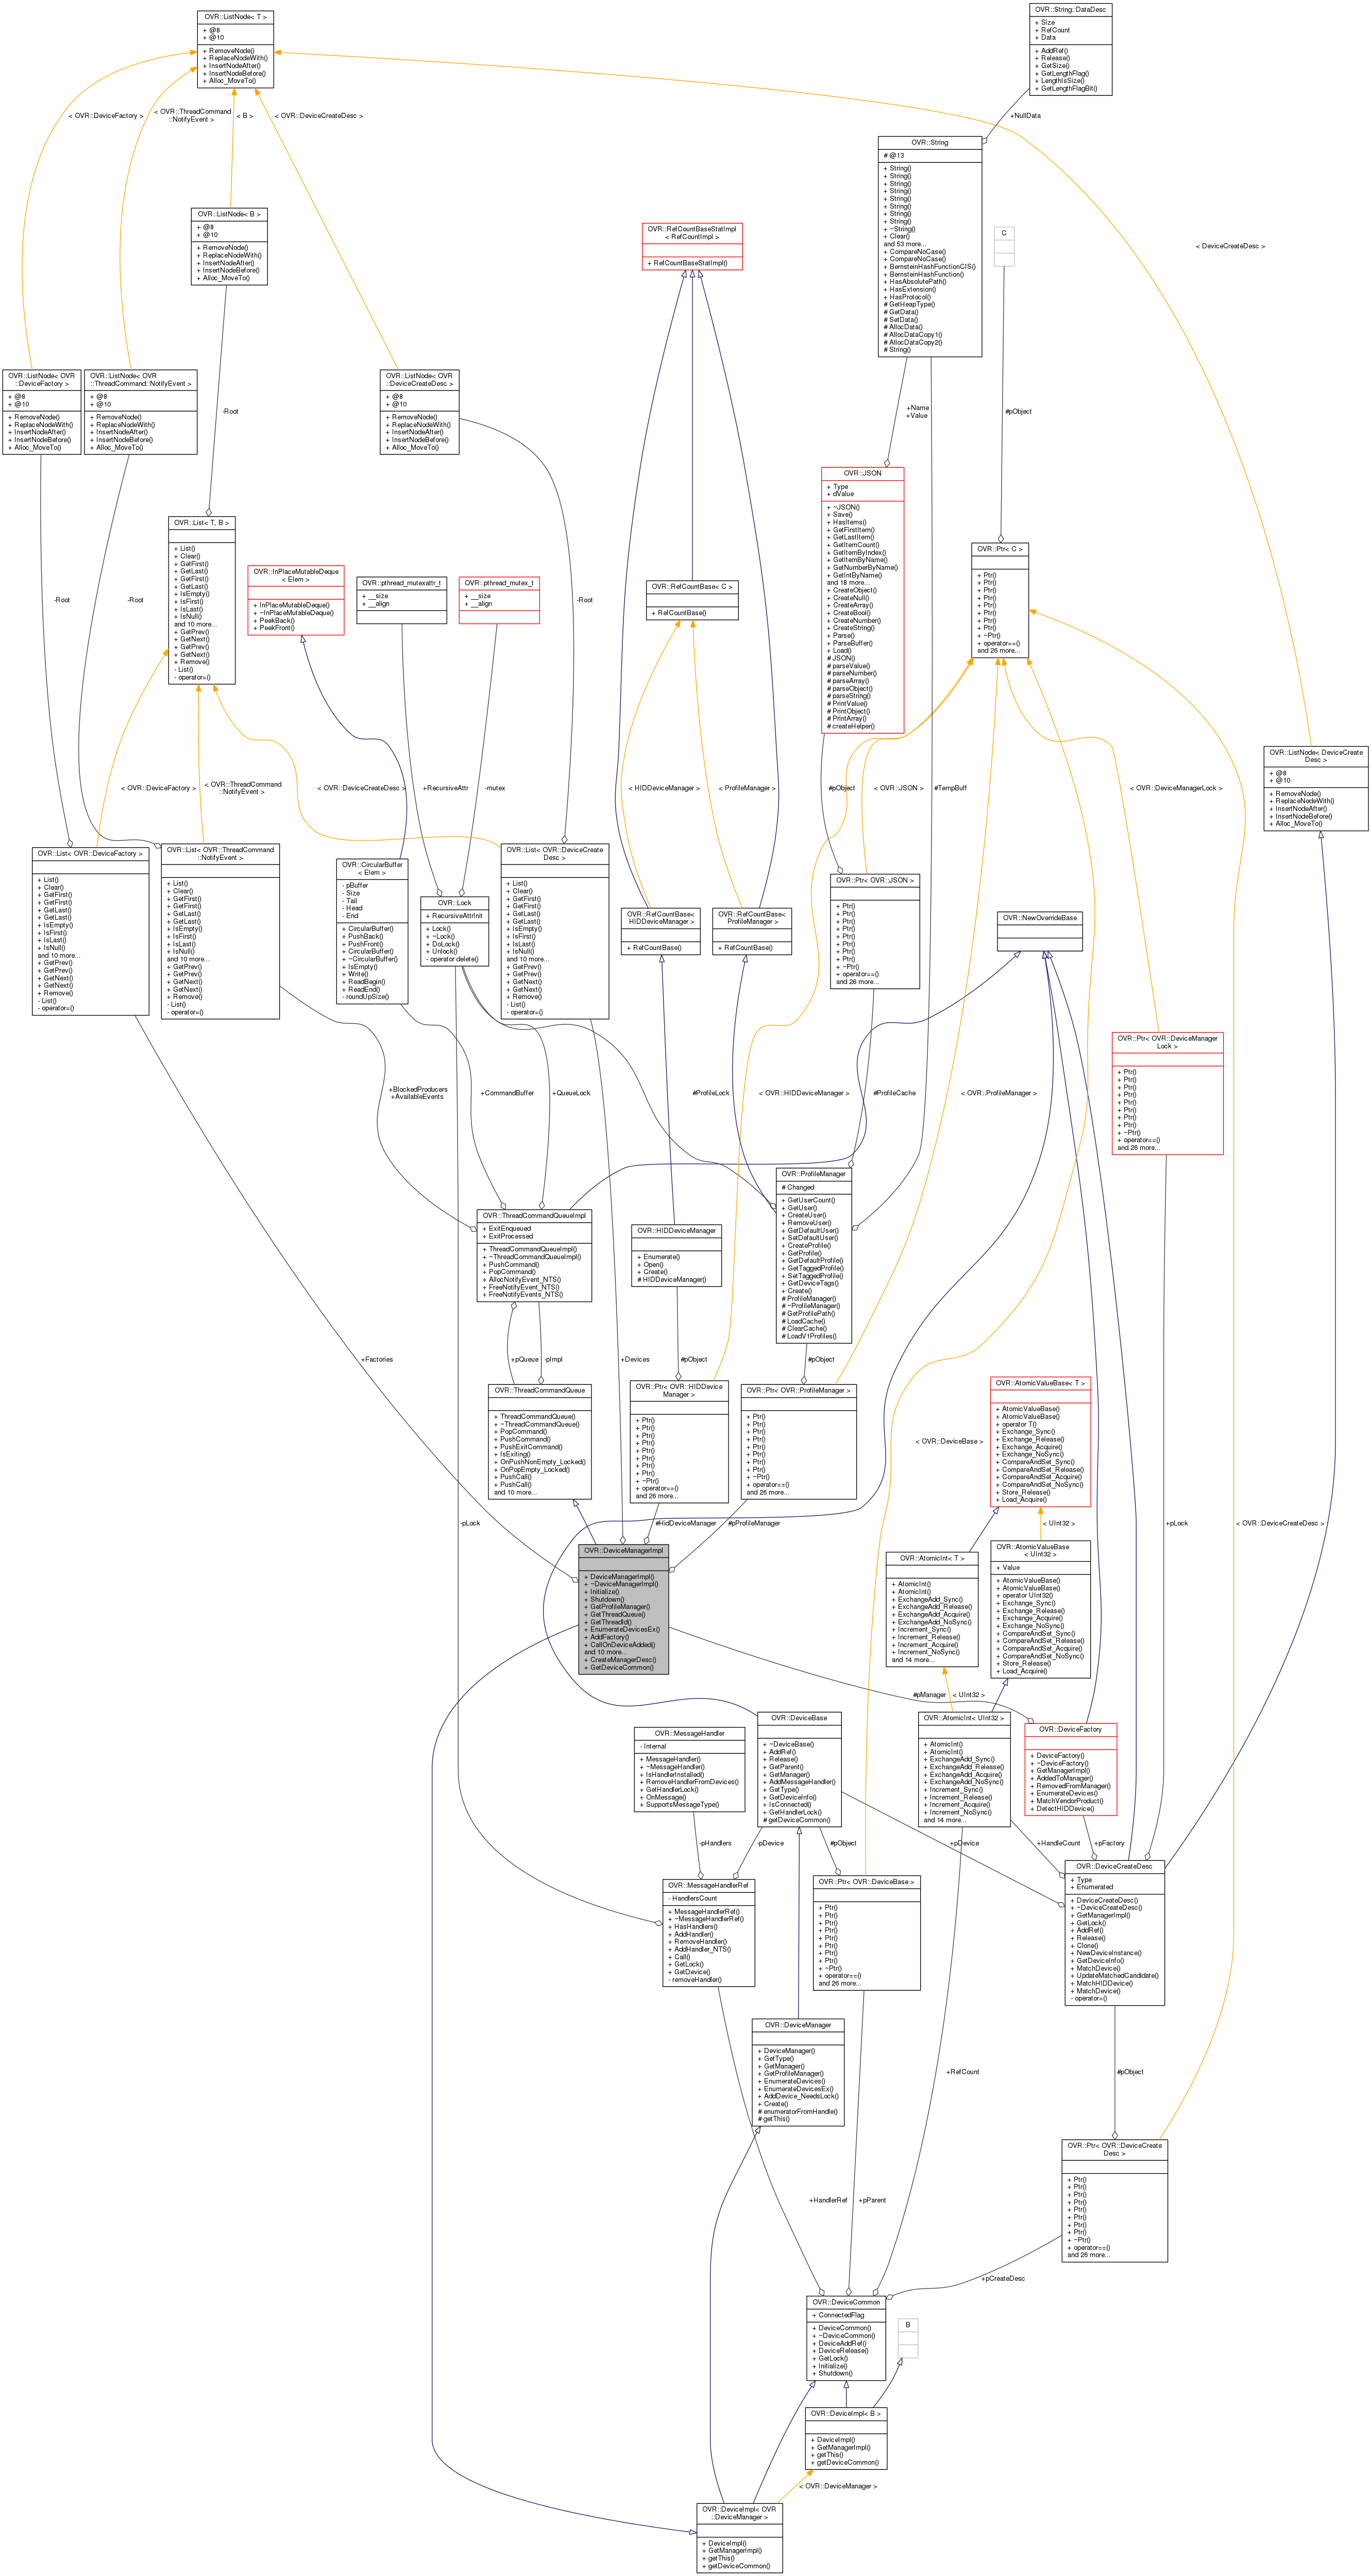 OVR::ListNode< T >
+ @8
+ @10
+ RemoveNode()
+ ReplaceNodeWith()
+ InsertNodeAfter()
+ InsertNodeBefore()
+ Alloc_MoveTo()
OVR::String::DataDesc
+ Size
+ RefCount
+ Data
+ AddRef()
+ Release()
+ GetSize()
+ GetLengthFlag()
+ LengthIsSize()
+ GetLengthFlagBit()
< OVR::DeviceFactory >
< OVR::ThreadCommand
::NotifyEvent >
< B >
< OVR::DeviceCreateDesc >
+NullData
OVR::String
# @13
+ String()
+ String()
+ String()
+ String()
+ String()
+ String()
+ String()
+ String()
+ ~String()
+ Clear()
and 53 more...
+ CompareNoCase()
+ CompareNoCase()
+ BernsteinHashFunctionCIS()
+ BernsteinHashFunction()
+ HasAbsolutePath()
+ HasExtension()
+ HasProtocol()
# GetHeapType()
# GetData()
# SetData()
# AllocData()
# AllocDataCopy1()
# AllocDataCopy2()
# String()
OVR::ListNode< B >
+ @8
+ @10
+ RemoveNode()
+ ReplaceNodeWith()
+ InsertNodeAfter()
+ InsertNodeBefore()
+ Alloc_MoveTo()
OVR::RefCountBaseStatImpl
< RefCountImpl >
+ RefCountBaseStatImpl()
C
< DeviceCreateDesc >
OVR::ListNode< OVR
::DeviceFactory >
+ @8
+ @10
+ RemoveNode()
+ ReplaceNodeWith()
+ InsertNodeAfter()
+ InsertNodeBefore()
+ Alloc_MoveTo()
OVR::ListNode< OVR
::ThreadCommand::NotifyEvent >
+ @8
+ @10
+ RemoveNode()
+ ReplaceNodeWith()
+ InsertNodeAfter()
+ InsertNodeBefore()
+ Alloc_MoveTo()
OVR::ListNode< OVR
::DeviceCreateDesc >
+ @8
+ @10
+ RemoveNode()
+ ReplaceNodeWith()
+ InsertNodeAfter()
+ InsertNodeBefore()
+ Alloc_MoveTo()
-Root
+Name
+Value
#pObject
OVR::JSON
+ Type
+ dValue
+ ~JSON()
+ Save()
+ HasItems()
+ GetFirstItem()
+ GetLastItem()
+ GetItemCount()
+ GetItemByIndex()
+ GetItemByName()
+ GetNumberByName()
+ GetIntByName()
and 18 more...
+ CreateObject()
+ CreateNull()
+ CreateArray()
+ CreateBool()
+ CreateNumber()
+ CreateString()
+ Parse()
+ ParseBuffer()
+ Load()
# JSON()
# parseValue()
# parseNumber()
# parseArray()
# parseObject()
# parseString()
# PrintValue()
# PrintObject()
# PrintArray()
# createHelper()
OVR::List< T, B >
+ List()
+ Clear()
+ GetFirst()
+ GetLast()
+ GetFirst()
+ GetLast()
+ IsEmpty()
+ IsFirst()
+ IsLast()
+ IsNull()
and 10 more...
+ GetPrev()
+ GetNext()
+ GetPrev()
+ GetNext()
+ Remove()
- List()
- operator=()
OVR::Ptr< C >
+ Ptr()
+ Ptr()
+ Ptr()
+ Ptr()
+ Ptr()
+ Ptr()
+ Ptr()
+ Ptr()
+ ~Ptr()
+ operator==()
and 26 more...
OVR::InPlaceMutableDeque
< Elem >
+ InPlaceMutableDeque()
+ ~InPlaceMutableDeque()
+ PeekBack()
+ PeekFront()
OVR::pthread_mutexattr_t
+ __size
+ __align
OVR::pthread_mutex_t
+ __size
+ __align
OVR::RefCountBase< C >
+ RefCountBase()
-Root
-Root
-Root
OVR::ListNode< DeviceCreate
Desc >
+ @8
+ @10
+ RemoveNode()
+ ReplaceNodeWith()
+ InsertNodeAfter()
+ InsertNodeBefore()
+ Alloc_MoveTo()
< OVR::DeviceFactory >
< OVR::ThreadCommand
::NotifyEvent >
< OVR::DeviceCreateDesc >
+RecursiveAttr
-mutex
< HIDDeviceManager >
< ProfileManager >
#pObject
< OVR::JSON >
#TempBuff
< OVR::DeviceManagerLock >
OVR::List< OVR::DeviceFactory >
+ List()
+ Clear()
+ GetFirst()
+ GetFirst()
+ GetLast()
+ GetLast()
+ IsEmpty()
+ IsFirst()
+ IsLast()
+ IsNull()
and 10 more...
+ GetPrev()
+ GetPrev()
+ GetNext()
+ GetNext()
+ Remove()
- List()
- operator=()
OVR::List< OVR::ThreadCommand
::NotifyEvent >
+ List()
+ Clear()
+ GetFirst()
+ GetFirst()
+ GetLast()
+ GetLast()
+ IsEmpty()
+ IsFirst()
+ IsLast()
+ IsNull()
and 10 more...
+ GetPrev()
+ GetPrev()
+ GetNext()
+ GetNext()
+ Remove()
- List()
- operator=()
OVR::CircularBuffer
< Elem >
- pBuffer
- Size
- Tail
- Head
- End
+ CircularBuffer()
+ PushBack()
+ PushFront()
+ CircularBuffer()
+ ~CircularBuffer()
+ IsEmpty()
+ Write()
+ ReadBegin()
+ ReadEnd()
- roundUpSize()
OVR::Lock
+ RecursiveAttrInit
+ Lock()
+ ~Lock()
+ DoLock()
+ Unlock()
- operator delete()
OVR::List< OVR::DeviceCreate
Desc >
+ List()
+ Clear()
+ GetFirst()
+ GetFirst()
+ GetLast()
+ GetLast()
+ IsEmpty()
+ IsFirst()
+ IsLast()
+ IsNull()
and 10 more...
+ GetPrev()
+ GetPrev()
+ GetNext()
+ GetNext()
+ Remove()
- List()
- operator=()
OVR::RefCountBase<
HIDDeviceManager >
+ RefCountBase()
OVR::RefCountBase<
ProfileManager >
+ RefCountBase()
OVR::Ptr< OVR::JSON >
+ Ptr()
+ Ptr()
+ Ptr()
+ Ptr()
+ Ptr()
+ Ptr()
+ Ptr()
+ Ptr()
+ ~Ptr()
+ operator==()
and 26 more...
OVR::NewOverrideBase
OVR::Ptr< OVR::DeviceManager
Lock >
+ Ptr()
+ Ptr()
+ Ptr()
+ Ptr()
+ Ptr()
+ Ptr()
+ Ptr()
+ Ptr()
+ ~Ptr()
+ operator==()
and 26 more...
+BlockedProducers
+AvailableEvents
+CommandBuffer
+QueueLock
#ProfileLock
< OVR::HIDDeviceManager >
#ProfileCache
< OVR::ProfileManager >
OVR::ThreadCommandQueueImpl
+ ExitEnqueued
+ ExitProcessed
+ ThreadCommandQueueImpl()
+ ~ThreadCommandQueueImpl()
+ PushCommand()
+ PopCommand()
+ AllocNotifyEvent_NTS()
+ FreeNotifyEvent_NTS()
+ FreeNotifyEvents_NTS()
OVR::HIDDeviceManager
+ Enumerate()
+ Open()
+ Create()
# HIDDeviceManager()
OVR::ProfileManager
# Changed
+ GetUserCount()
+ GetUser()
+ CreateUser()
+ RemoveUser()
+ GetDefaultUser()
+ SetDefaultUser()
+ CreateProfile()
+ GetProfile()
+ GetDefaultProfile()
+ GetTaggedProfile()
+ SetTaggedProfile()
+ GetDeviceTags()
+ Create()
# ProfileManager()
# ~ProfileManager()
# GetProfilePath()
# LoadCache()
# ClearCache()
# LoadV1Profiles()
+Factories
+pQueue
-pImpl
+Devices
#pObject
#pObject
OVR::ThreadCommandQueue
+ ThreadCommandQueue()
+ ~ThreadCommandQueue()
+ PopCommand()
+ PushCommand()
+ PushExitCommand()
+ IsExiting()
+ OnPushNonEmpty_Locked()
+ OnPopEmpty_Locked()
+ PushCall()
+ PushCall()
and 10 more...
OVR::Ptr< OVR::HIDDevice
Manager >
+ Ptr()
+ Ptr()
+ Ptr()
+ Ptr()
+ Ptr()
+ Ptr()
+ Ptr()
+ Ptr()
+ ~Ptr()
+ operator==()
and 26 more...
OVR::Ptr< OVR::ProfileManager >
+ Ptr()
+ Ptr()
+ Ptr()
+ Ptr()
+ Ptr()
+ Ptr()
+ Ptr()
+ Ptr()
+ ~Ptr()
+ operator==()
and 26 more...
< OVR::DeviceBase >
OVR::AtomicValueBase< T >
+ AtomicValueBase()
+ AtomicValueBase()
+ operator T()
+ Exchange_Sync()
+ Exchange_Release()
+ Exchange_Acquire()
+ Exchange_NoSync()
+ CompareAndSet_Sync()
+ CompareAndSet_Release()
+ CompareAndSet_Acquire()
+ CompareAndSet_NoSync()
+ Store_Release()
+ Load_Acquire()
-pLock
#HidDeviceManager
#pProfileManager
< UInt32 >
+pLock
< OVR::DeviceCreateDesc >
OVR::DeviceManagerImpl
+ DeviceManagerImpl()
+ ~DeviceManagerImpl()
+ Initialize()
+ Shutdown()
+ GetProfileManager()
+ GetThreadQueue()
+ GetThreadId()
+ EnumerateDevicesEx()
+ AddFactory()
+ CallOnDeviceAdded()
and 10 more...
+ CreateManagerDesc()
+ GetDeviceCommon()
OVR::AtomicInt< T >
+ AtomicInt()
+ AtomicInt()
+ ExchangeAdd_Sync()
+ ExchangeAdd_Release()
+ ExchangeAdd_Acquire()
+ ExchangeAdd_NoSync()
+ Increment_Sync()
+ Increment_Release()
+ Increment_Acquire()
+ Increment_NoSync()
and 14 more...
OVR::AtomicValueBase
< UInt32 >
+ Value
+ AtomicValueBase()
+ AtomicValueBase()
+ operator UInt32()
+ Exchange_Sync()
+ Exchange_Release()
+ Exchange_Acquire()
+ Exchange_NoSync()
+ CompareAndSet_Sync()
+ CompareAndSet_Release()
+ CompareAndSet_Acquire()
+ CompareAndSet_NoSync()
+ Store_Release()
+ Load_Acquire()
#pManager
< UInt32 >
OVR::MessageHandler
- Internal
+ MessageHandler()
+ ~MessageHandler()
+ IsHandlerInstalled()
+ RemoveHandlerFromDevices()
+ GetHandlerLock()
+ OnMessage()
+ SupportsMessageType()
OVR::DeviceBase
+ ~DeviceBase()
+ AddRef()
+ Release()
+ GetParent()
+ GetManager()
+ AddMessageHandler()
+ GetType()
+ GetDeviceInfo()
+ IsConnected()
+ GetHandlerLock()
# getDeviceCommon()
OVR::AtomicInt< UInt32 >
+ AtomicInt()
+ AtomicInt()
+ ExchangeAdd_Sync()
+ ExchangeAdd_Release()
+ ExchangeAdd_Acquire()
+ ExchangeAdd_NoSync()
+ Increment_Sync()
+ Increment_Release()
+ Increment_Acquire()
+ Increment_NoSync()
and 14 more...
OVR::DeviceFactory
+ DeviceFactory()
+ ~DeviceFactory()
+ GetManagerImpl()
+ AddedToManager()
+ RemovedFromManager()
+ EnumerateDevices()
+ MatchVendorProduct()
+ DetectHIDDevice()
-pHandlers
-pDevice
#pObject
+pDevice
+HandleCount
+pFactory
OVR::MessageHandlerRef
- HandlersCount
+ MessageHandlerRef()
+ ~MessageHandlerRef()
+ HasHandlers()
+ AddHandler()
+ RemoveHandler()
+ AddHandler_NTS()
+ Call()
+ GetLock()
+ GetDevice()
- removeHandler()
OVR::Ptr< OVR::DeviceBase >
+ Ptr()
+ Ptr()
+ Ptr()
+ Ptr()
+ Ptr()
+ Ptr()
+ Ptr()
+ Ptr()
+ ~Ptr()
+ operator==()
and 26 more...
OVR::DeviceCreateDesc
+ Type
+ Enumerated
+ DeviceCreateDesc()
+ ~DeviceCreateDesc()
+ GetManagerImpl()
+ GetLock()
+ AddRef()
+ Release()
+ Clone()
+ NewDeviceInstance()
+ GetDeviceInfo()
+ MatchDevice()
+ UpdateMatchedCandidate()
+ MatchHIDDevice()
+ MatchDevice()
- operator=()
OVR::DeviceManager
+ DeviceManager()
+ GetType()
+ GetManager()
+ GetProfileManager()
+ EnumerateDevices()
+ EnumerateDevicesEx()
+ AddDevice_NeedsLock()
+ Create()
# enumeratorFromHandle()
# getThis()
+RefCount
#pObject
OVR::Ptr< OVR::DeviceCreate
Desc >
+ Ptr()
+ Ptr()
+ Ptr()
+ Ptr()
+ Ptr()
+ Ptr()
+ Ptr()
+ Ptr()
+ ~Ptr()
+ operator==()
and 26 more...
+HandlerRef
+pParent
+pCreateDesc
OVR::DeviceCommon
+ ConnectedFlag
+ DeviceCommon()
+ ~DeviceCommon()
+ DeviceAddRef()
+ DeviceRelease()
+ GetLock()
+ Initialize()
+ Shutdown()
B
OVR::DeviceImpl< B >
+ DeviceImpl()
+ GetManagerImpl()
+ getThis()
+ getDeviceCommon()
< OVR::DeviceManager >
OVR::DeviceImpl< OVR
::DeviceManager >
+ DeviceImpl()
+ GetManagerImpl()
+ getThis()
+ getDeviceCommon()